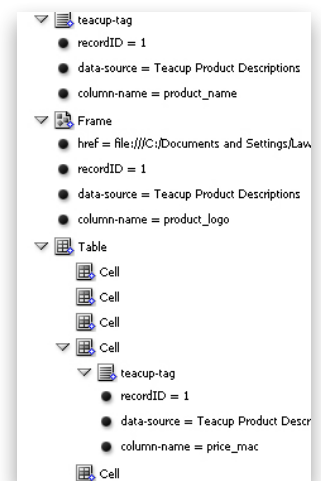 teacup-tag
recordID = 1
data-source = Teacup Product Descriptions
column-name = product_name
Frame
href = file:///C:/Documents and Settings/Law
recordID = 1
data-source = Teacup Product Descriptions
column-name = product_logo
Table
Cell
Cell
Cell
Cell
teacup-tag
recordID = 1
data-source = Teacup Product Descr
column-name = price_mac
Cell